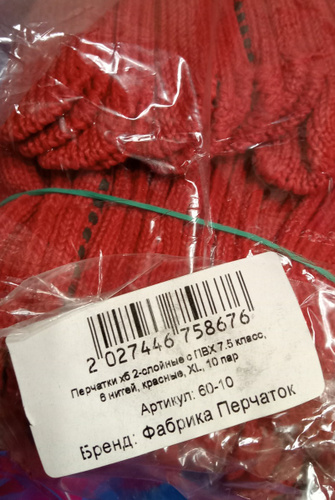 2 027446 758676
Перчатки хб 2-слойные с ПВХ 7.5 класс,
6 нитей, красные, XL, 10 пар
Артикул: 60-10
Бренд: Фабрика Перчаток